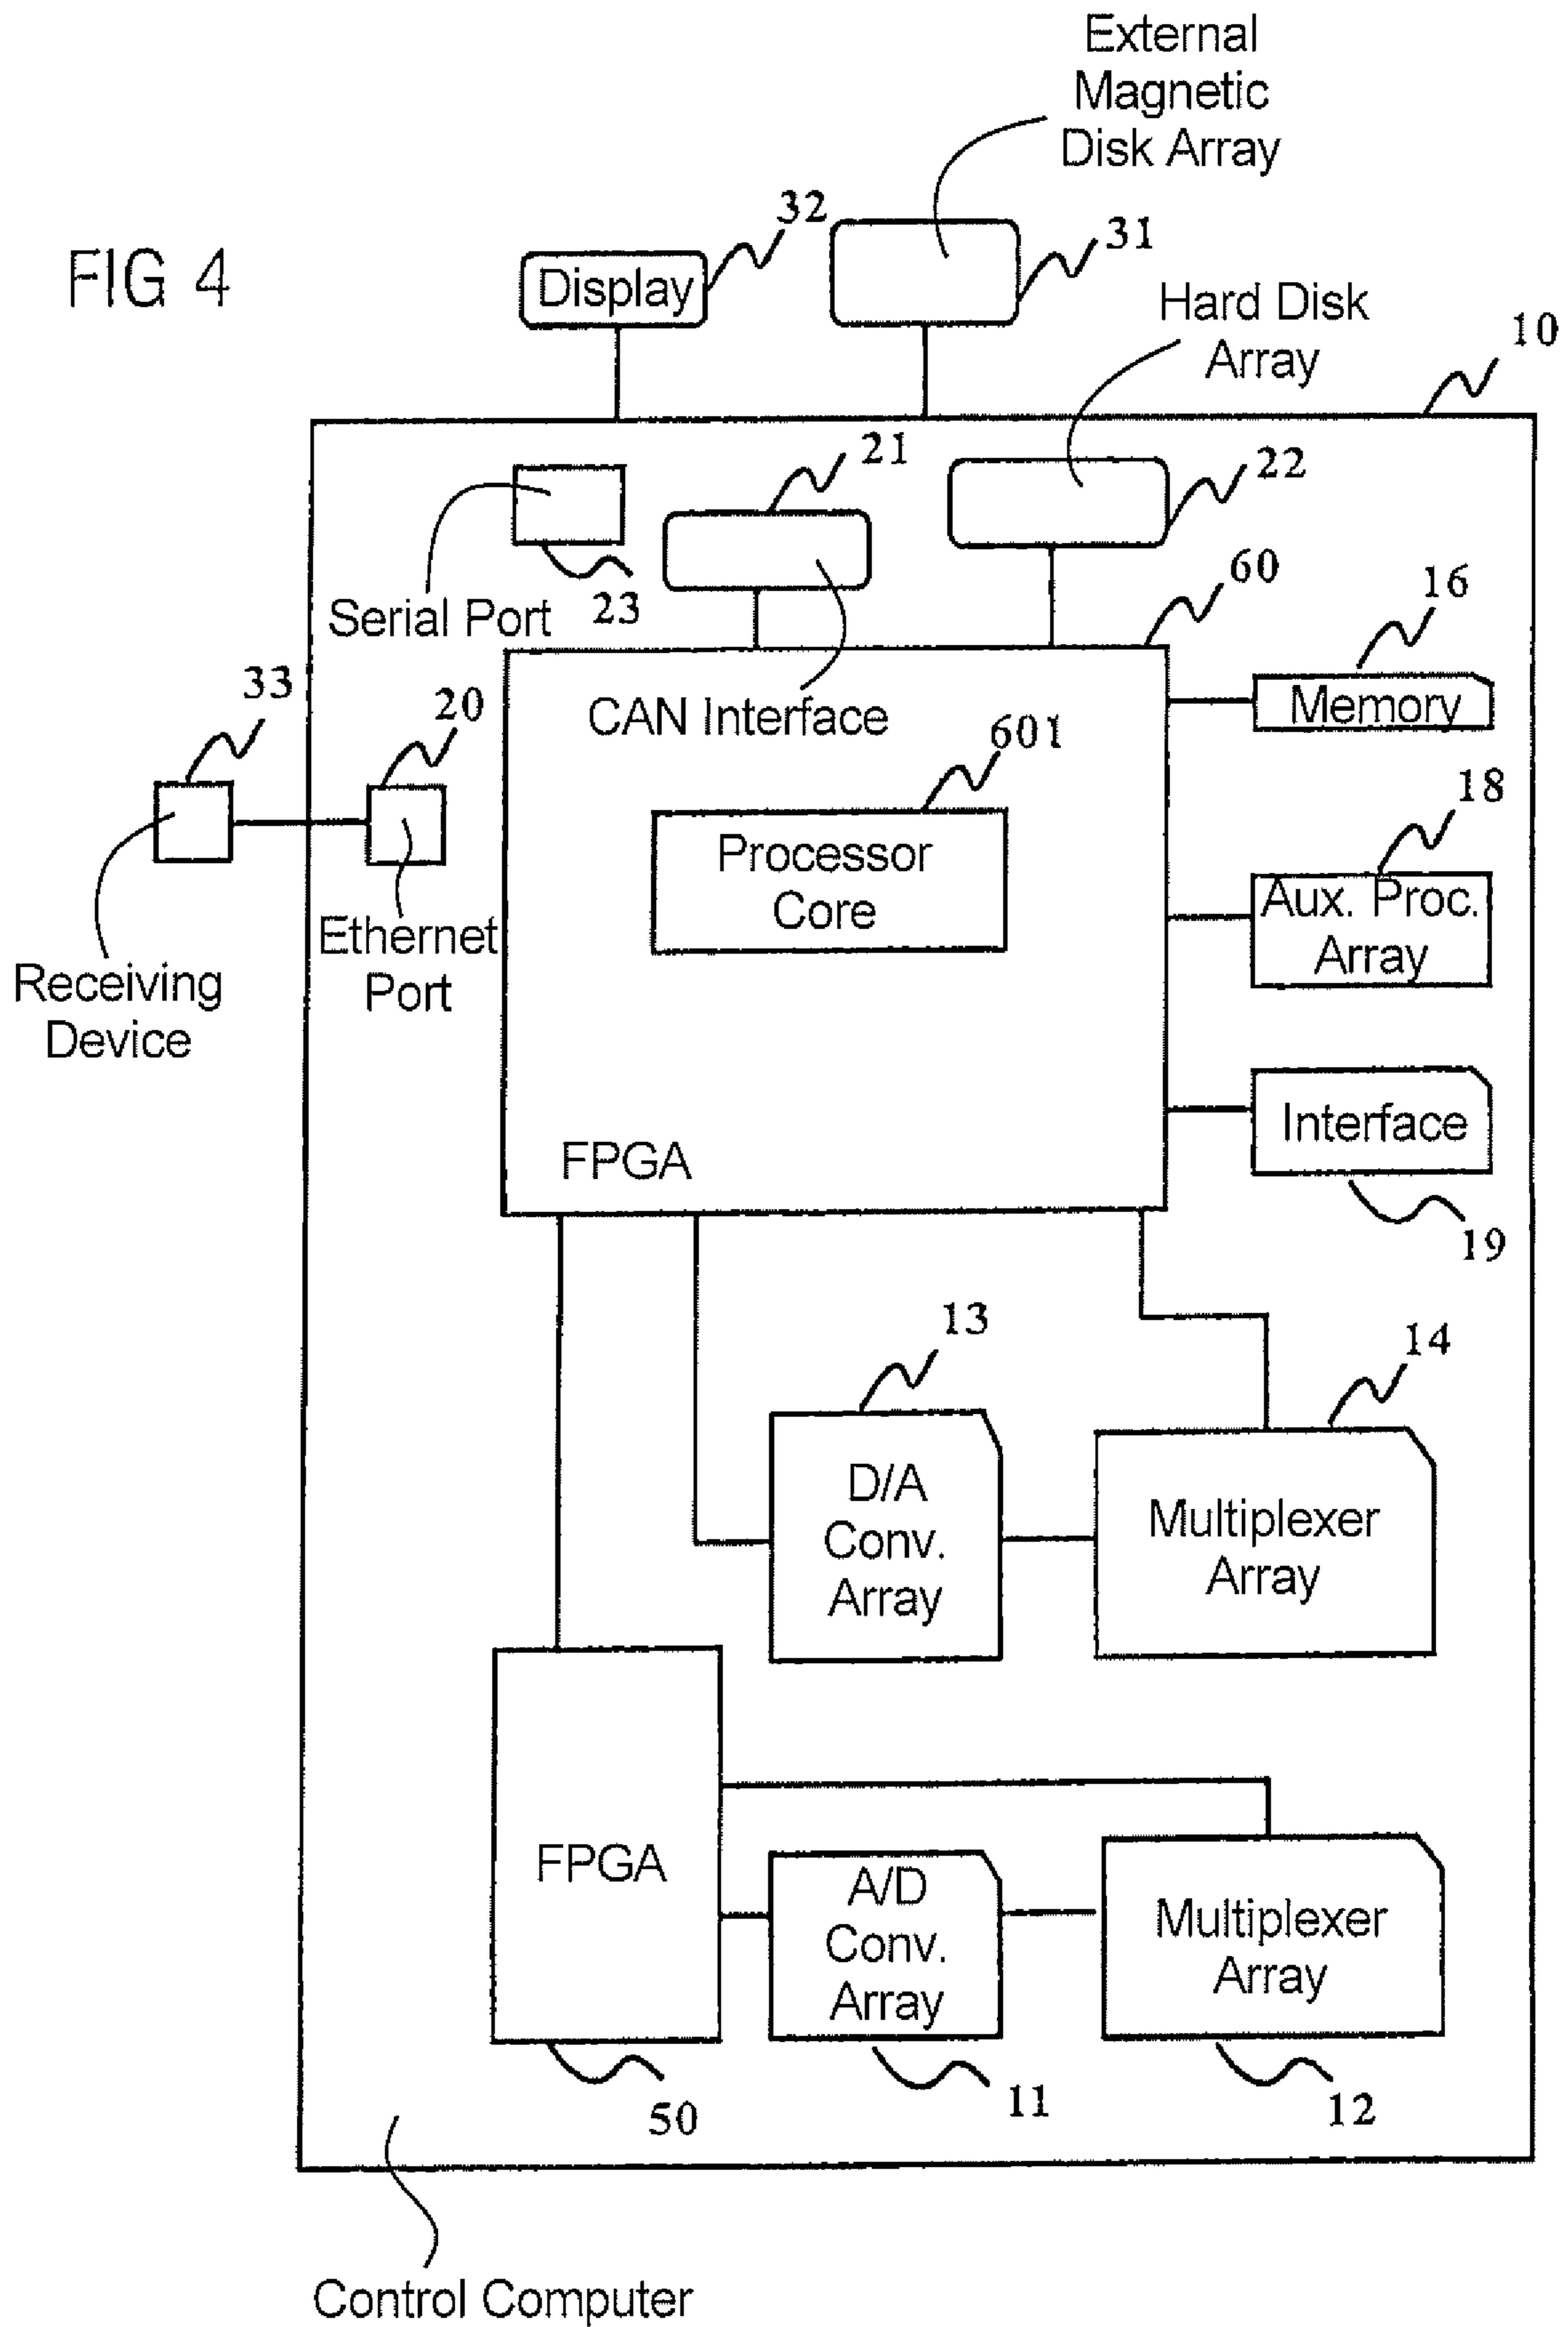 External
Magnetic
Disk Array
FIG 4
32
31
Display
Hard Disk
Array
10
21
22
Serial Port
23
60
16
CAN Interface
Memory
33
20
601
18
Processor
Core
Aux. Proc.
Array
Ethernet
Port
Receiving
Device
Interface
FPGA
19
13
14
D/A
Conv.
Array
Multiplexer
Array
FPGA
A/D
Conv.
Array
Multiplexer
Array
50
11
12
Control Computer